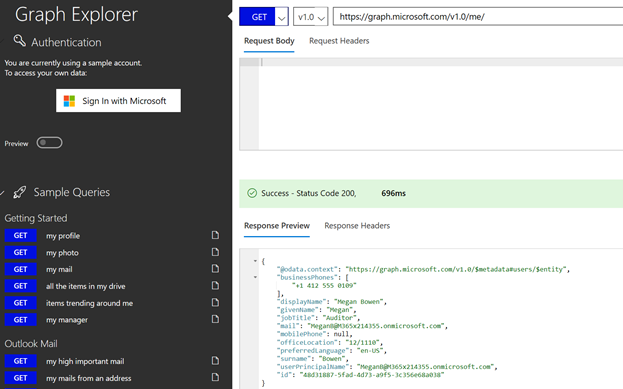 Graph Explorer
Authentication
You are currently using a sample account.
To access your own data:
Sign In with Microsoft
Preview
Sample Queries
Getting Started
GET my profile
GET my photo
GET my mail
GET all the items in my drive
GET items trending around me
GET my manager
Outlook Mail
GET my high important mail
GET my mails from an address
GET v1.0 https://graph.microsoft.com/v1.0/me/
Request Body Request Headers
Success - Status Code 200, 696ms
Response Preview Response Headers
{
"@odata.context": "https://graph.microsoft.com/v1.0/$metadata#users/$entity",
"businessPhones": [
"+1 412 555 0109"
],
"displayName": "Megan Bowen",
"givenName": "Megan",
"jobTitle": "Auditor",
"mail": "MeganB@M365x214355.onmicrosoft.com",
"mobilePhone": null,
"officeLocation": "12/1110",
"preferredLanguage": "en-US",
"surname": "Bowen",
"userPrincipalName": "MeganB@M365x214355.onmicrosoft.com",
"id": "48d31887-5fad-4d73-a9f5-3c356e68a038"
}